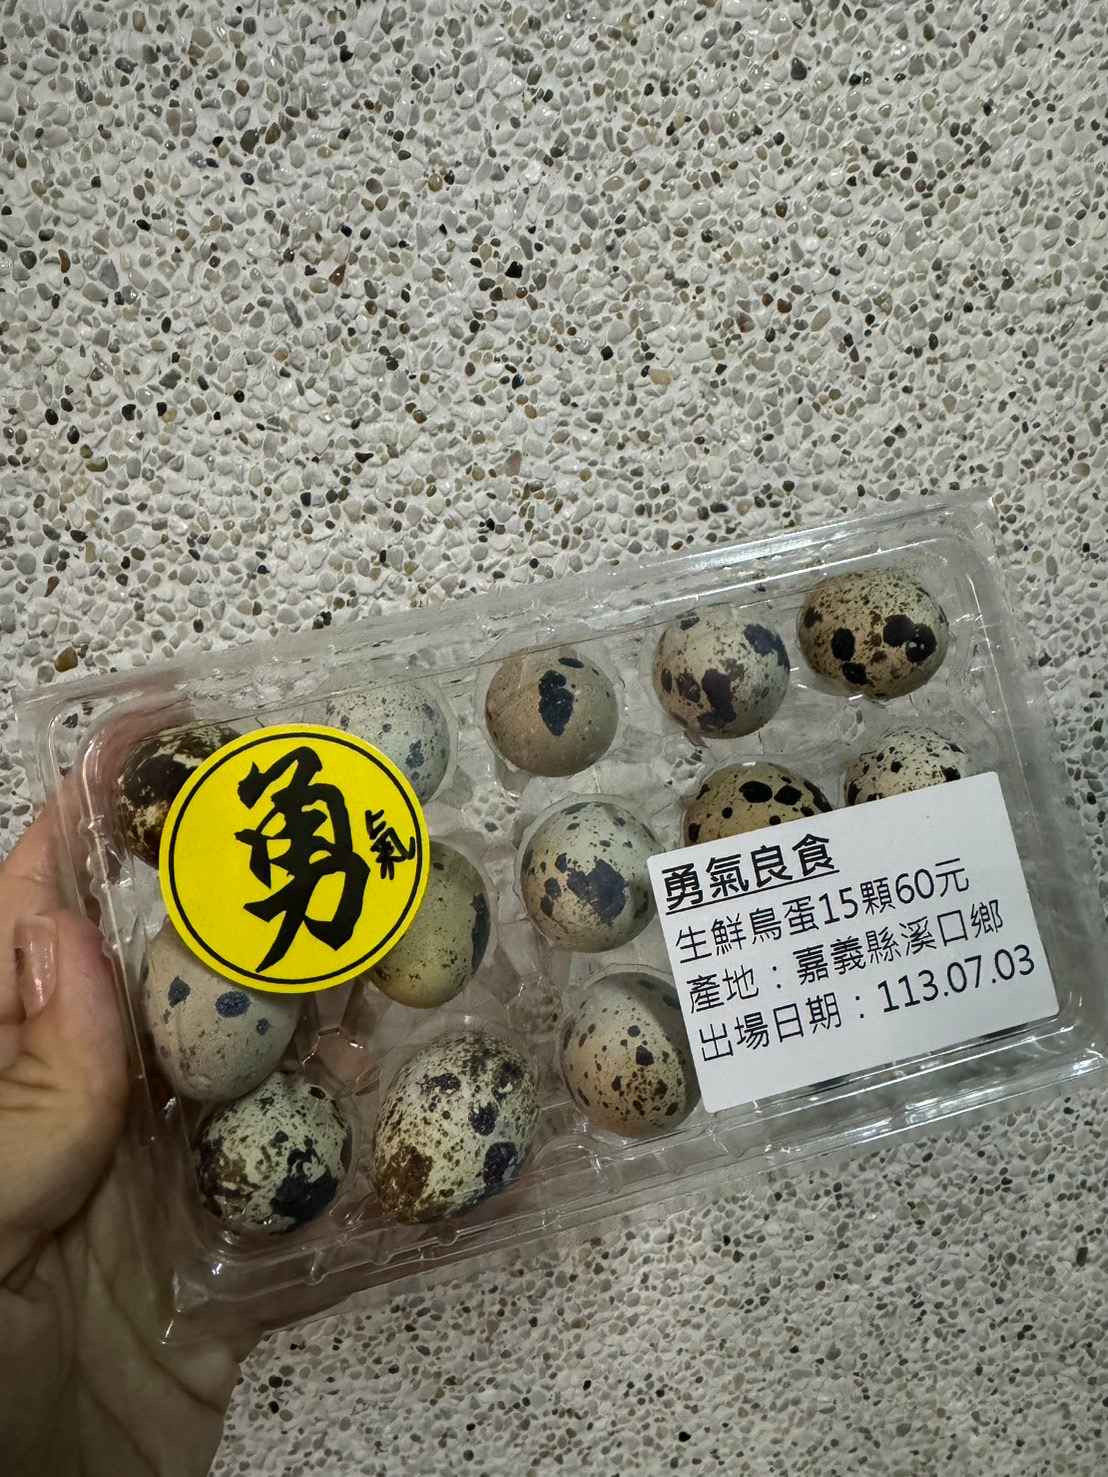 勇
氣
勇氣良食
生鮮鳥蛋15顆60元
產地：嘉義縣溪口鄉
出場日期：113.07.03